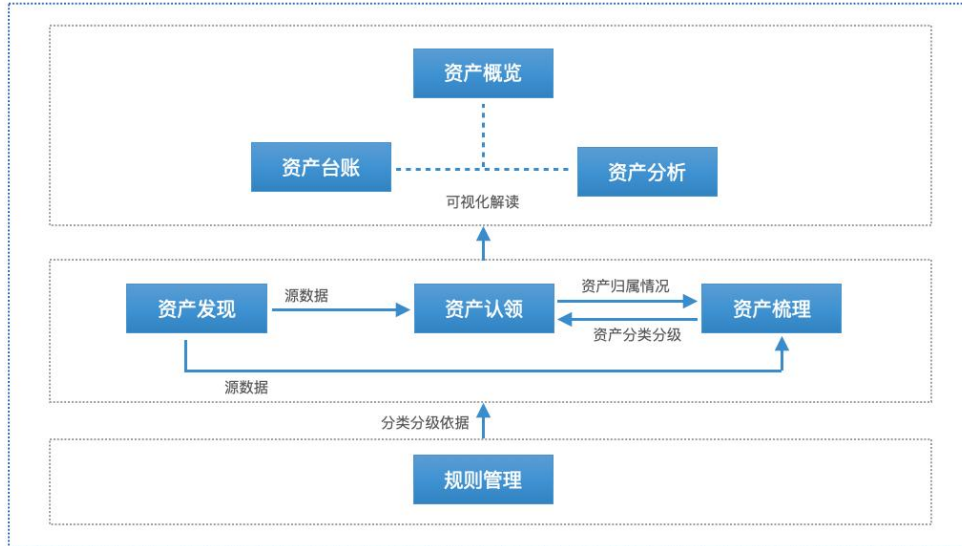 资产概览
资产台账
资产分析
可视化解读
资产发现
源数据
资产认领
资产归属情况
资产分类分级
资产梳理
源数据
分类分级依据
规则管理